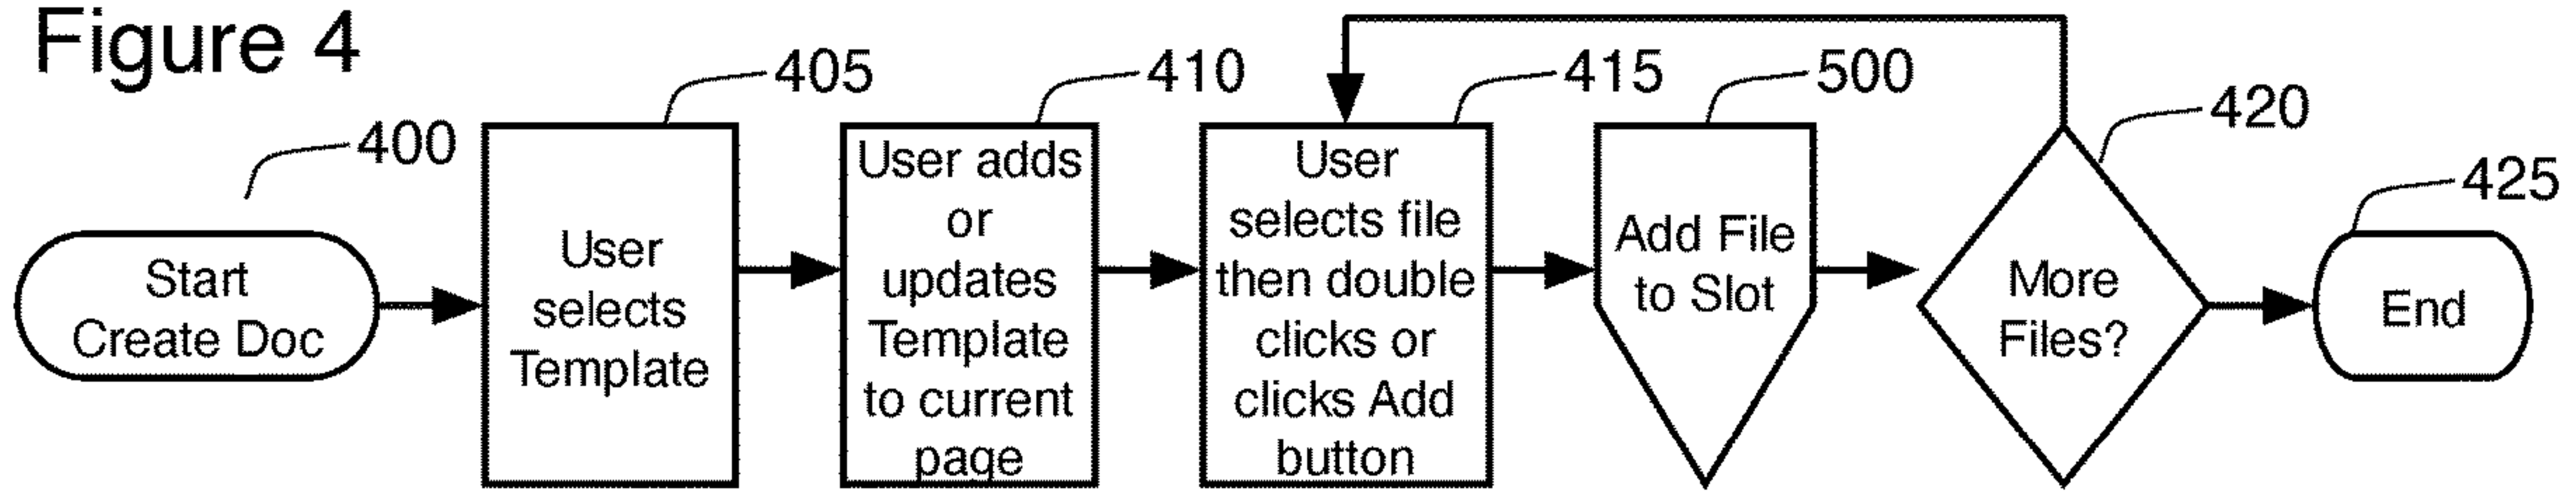 Figure 4
400
Start
Create Doc
405
User
selects
Template
410
User adds
or
updates
Template
to current
page
415
User
selects file
then double
clicks or
clicks Add
button
500
Add File
to Slot
420
More
Files?
425
End